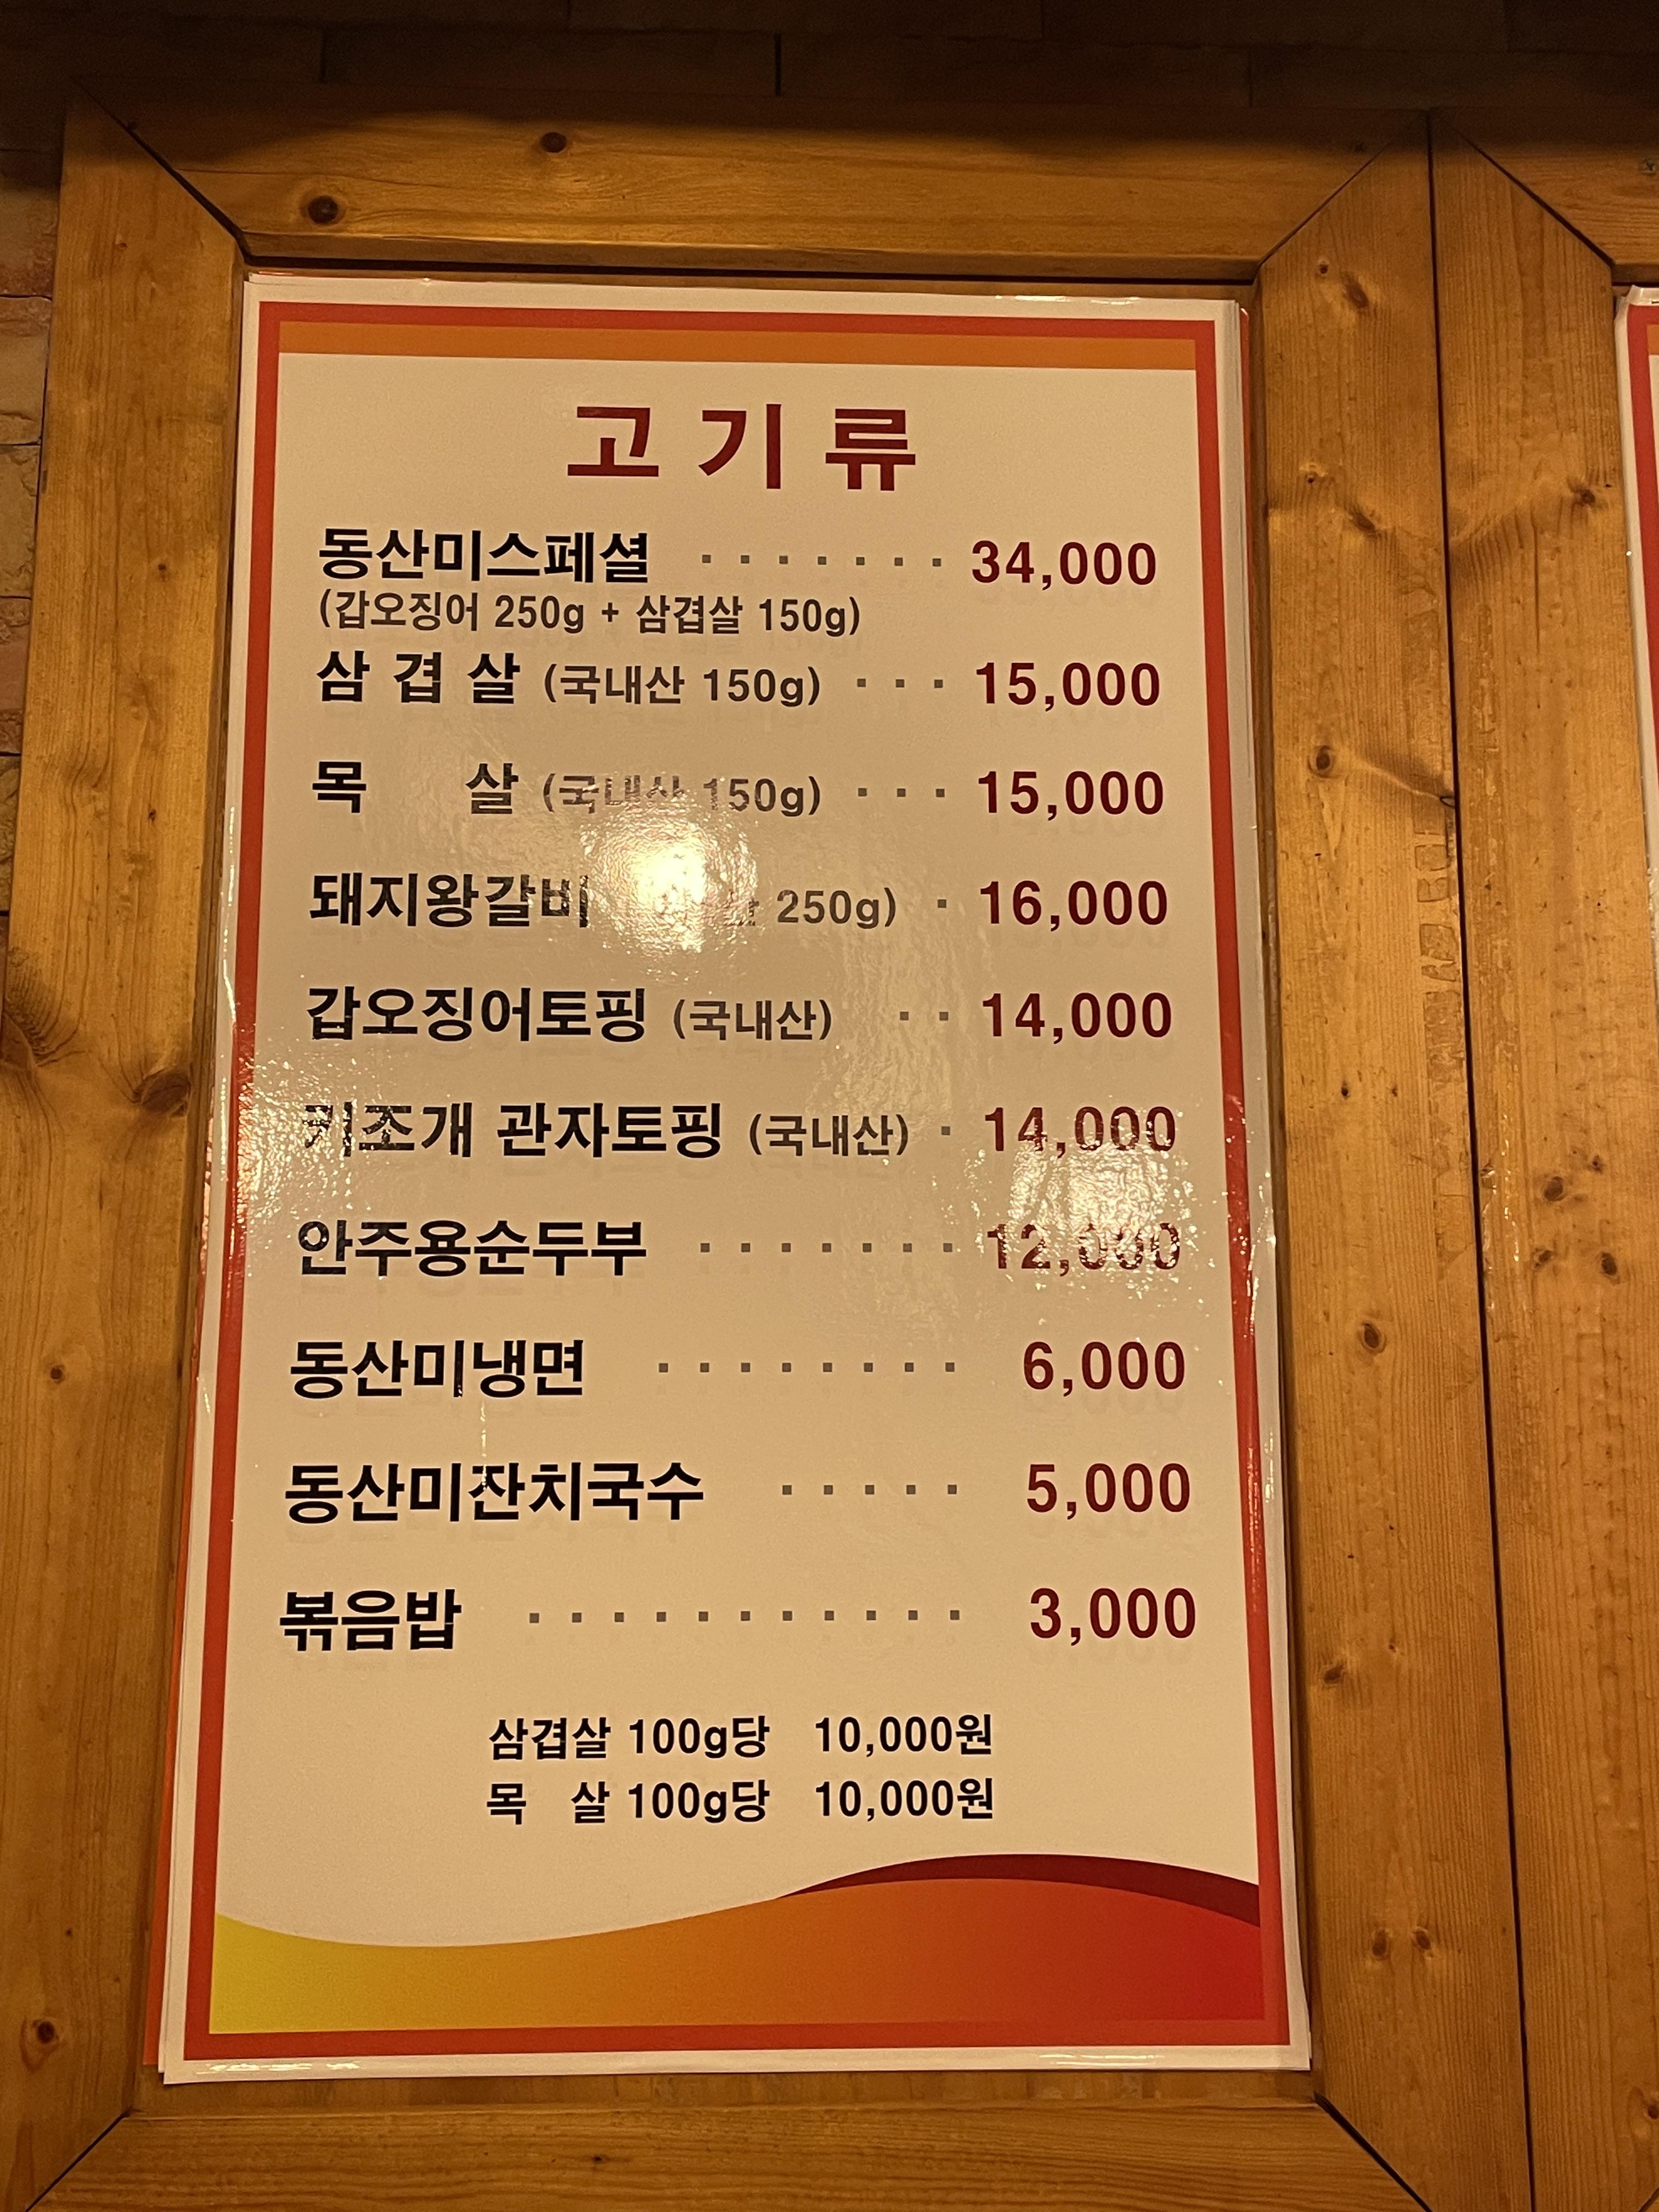 고기류
동산미스페셜 ······· 34,000
(갑오징어 250g + 삼겹살 150g)
삼 겹 살 (국내산 150g) ··· 15,000
목 살 (국내산 150g) ··· 15,000
돼지왕갈비 250g) · 16,000
갑오징어토핑 (국내산) ·· 14,000
키조개 관자토핑 (국내산) · 14,000
안주용순두부 ······· 12,000
동산미냉면 ········ 6,000
동산미잔치국수 ····· 5,000
볶음밥 ··········· 3,000
삼겹살 100g당 10,000원
목 살 100g당 10,000원